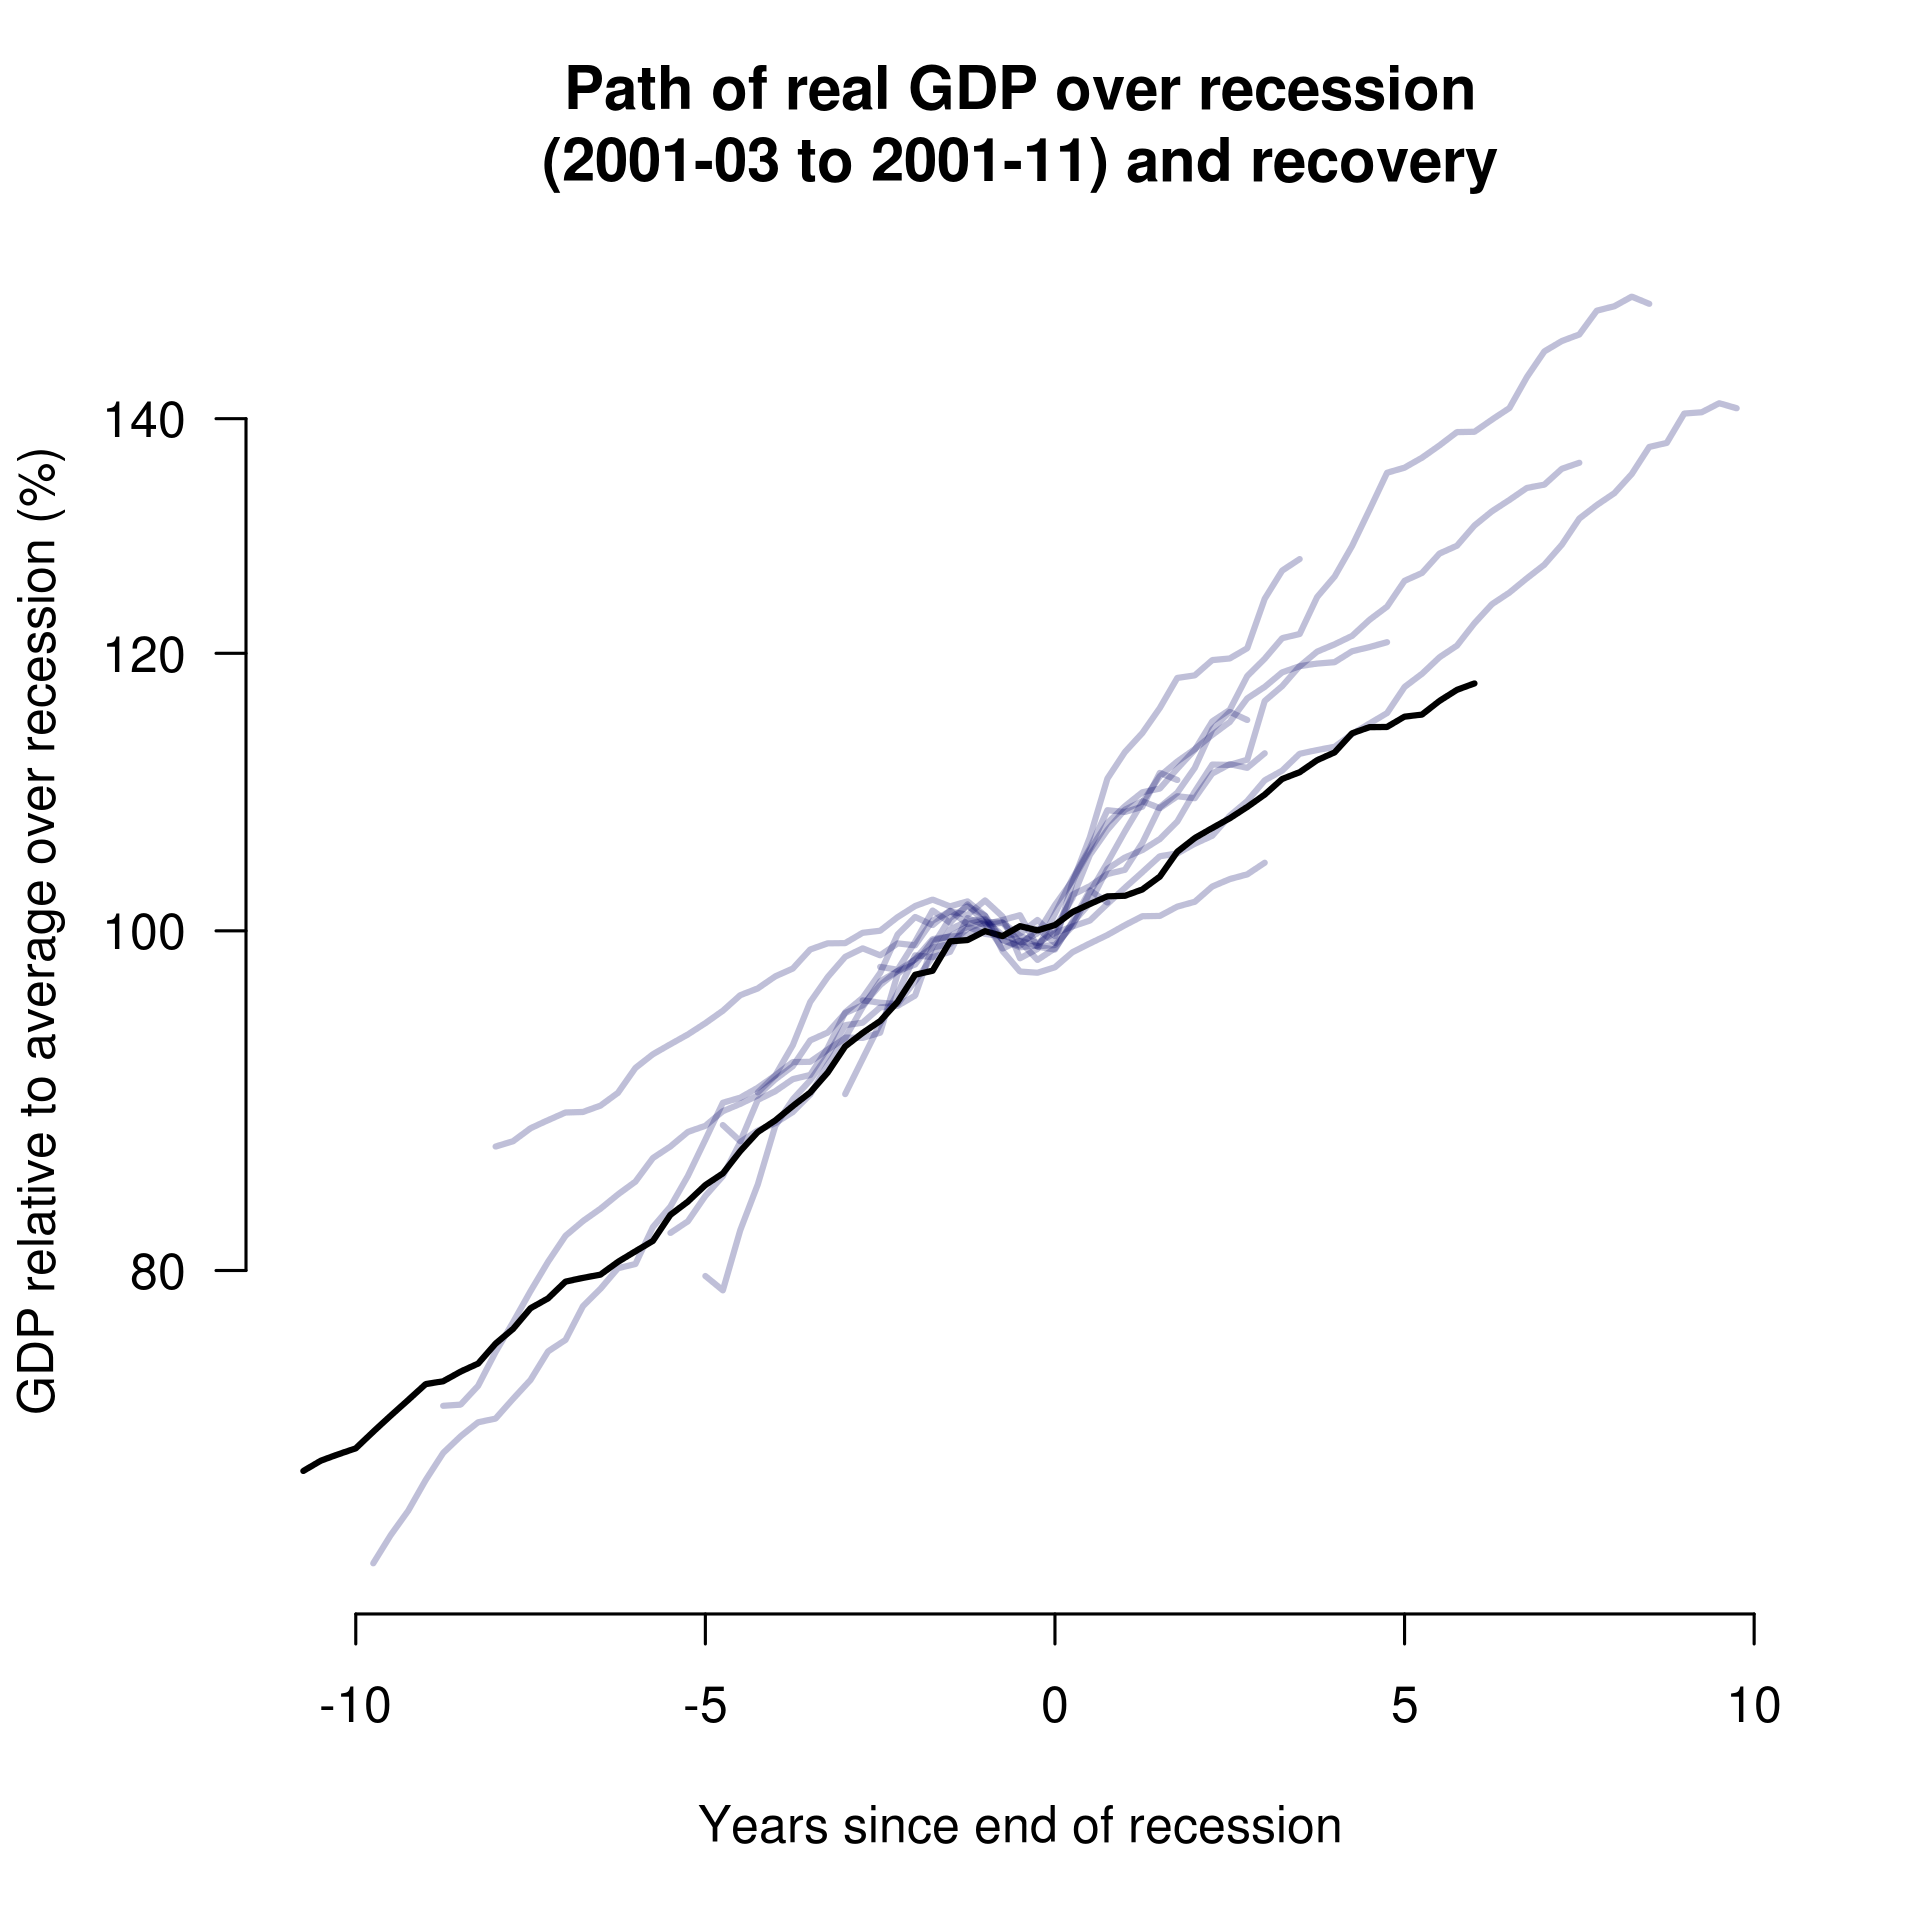 Path of real GDP over recession
(2001-03 to 2001-11) and recovery
GDP relative to average over recession (%)
140
120
100
80
-10 -5 0 5 10
Years since end of recession